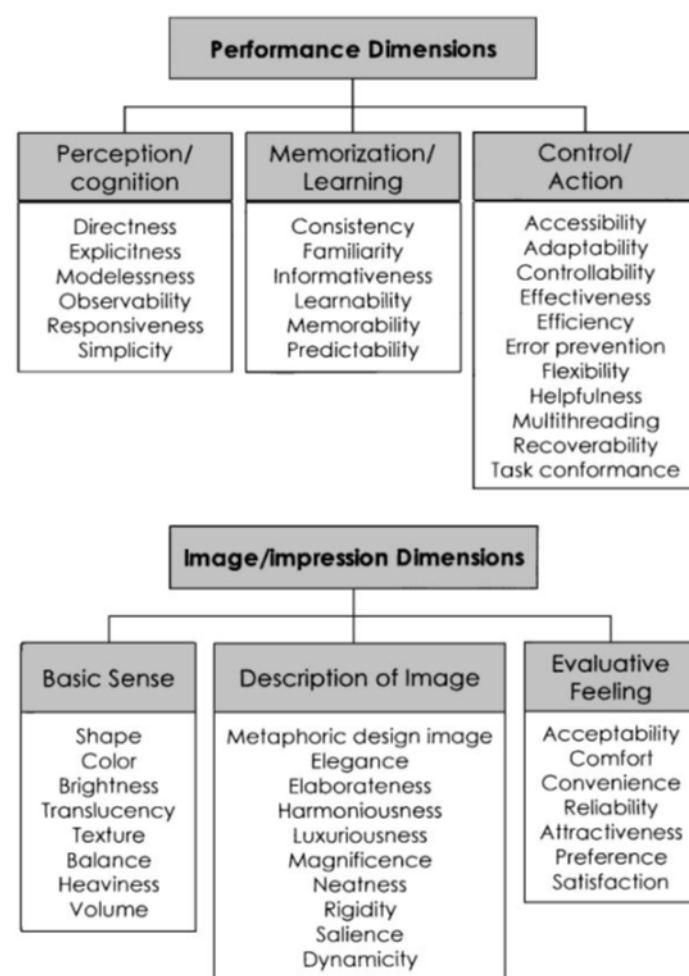 Performance Dimensions
Perception/
cognition
Directness
Explicitness
Modelessness
Observability
Responsiveness
Simplicity
Memorization/
Learning
Consistency
Familiarity
Informativeness
Learnability
Memorability
Predictability
Control/
Action
Accessibility
Adaptability
Controllability
Effectiveness
Efficiency
Error prevention
Flexibility
Helpfulness
Multithreading
Recoverability
Task conformance
Image/impression Dimensions
Basic Sense
Shape
Color
Brightness
Translucency
Texture
Balance
Heaviness
Volume
Description of Image
Metaphoric design image
Elegance
Elaborateness
Harmoniousness
Luxuriousness
Magnificence
Neatness
Rigidity
Salience
Dynamicity
Evaluative
Feeling
Acceptability
Comfort
Convenience
Reliability
Attractiveness
Preference
Satisfaction